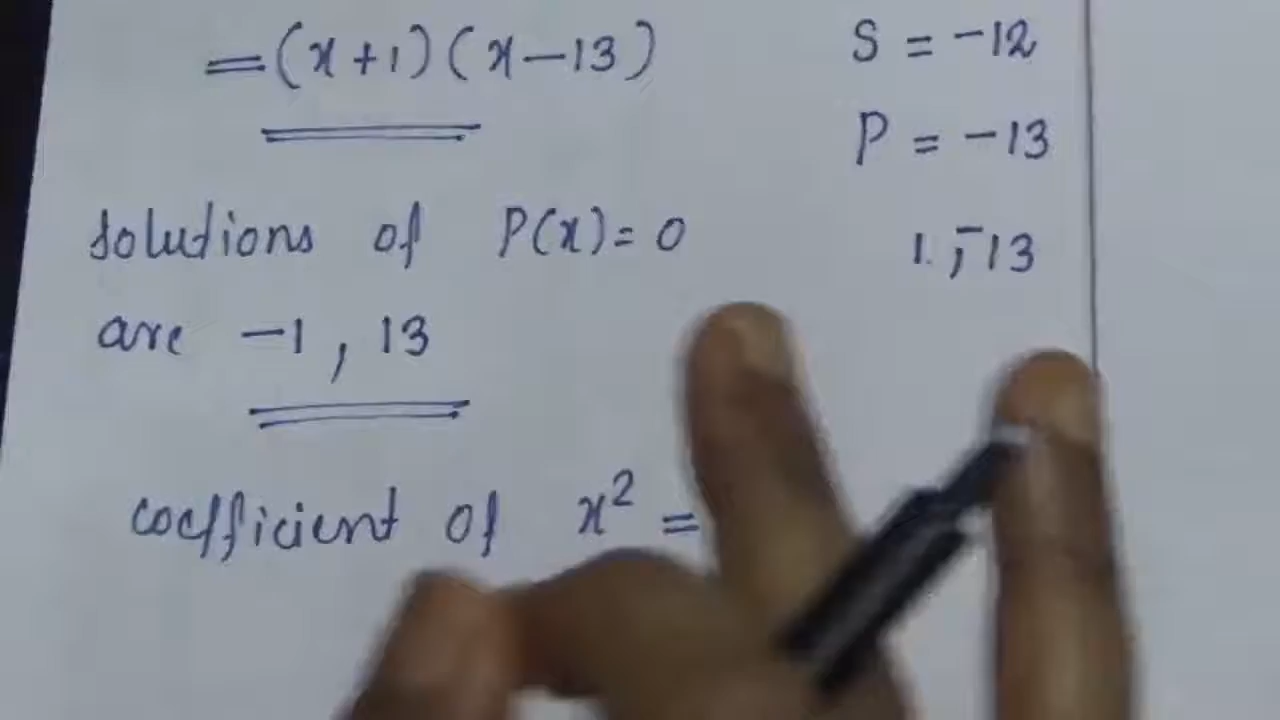 =(x+1)(x-13)
S = -12
P = -13
1, -13
Solutions of P(x)=0
are -1, 13
coefficient of x² =